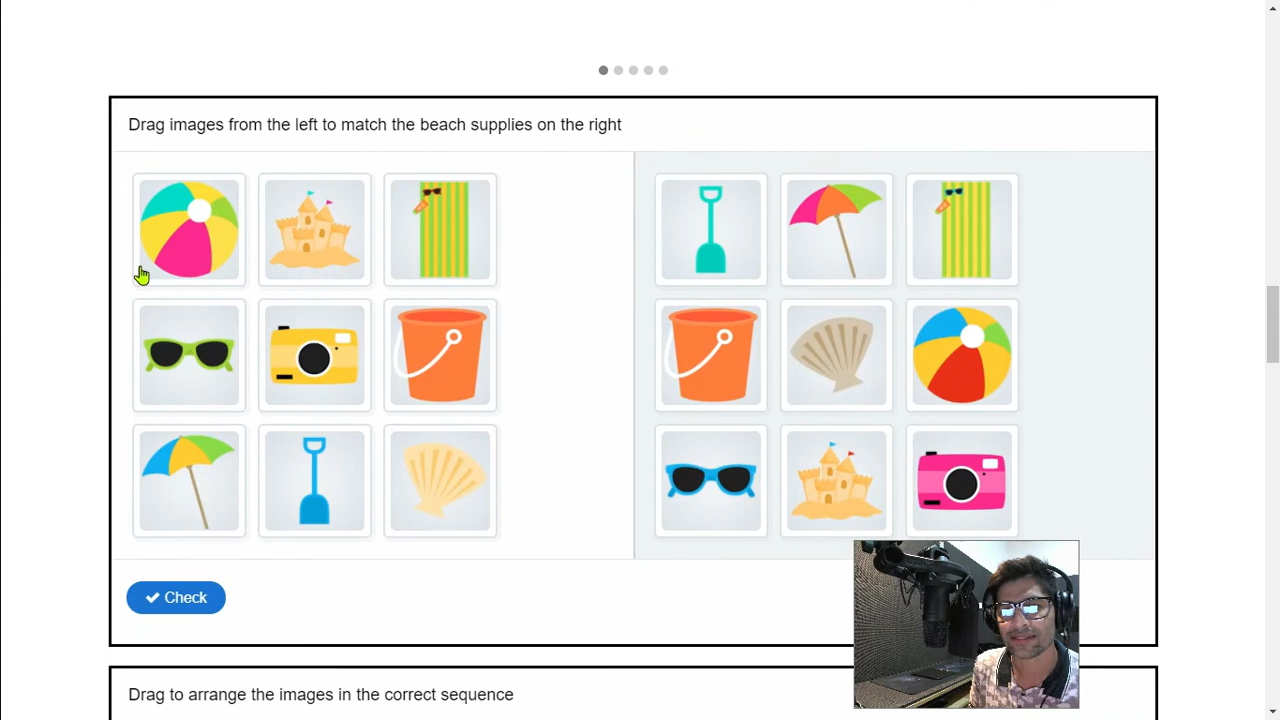 Drag images from the left to match the beach supplies on the right
Check
Drag to arrange the images in the correct sequence